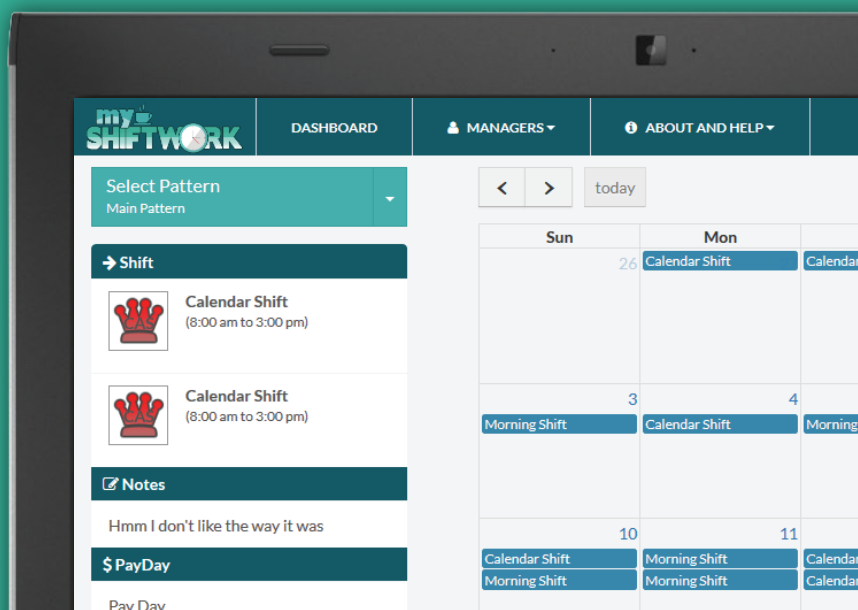 my
SHIFTWORK
DASHBOARD
MANAGERS
ABOUT AND HELP
Select Pattern
Main Pattern
today
Shift
CAS
Calendar Shift
(8:00 am to 3:00 pm)
CAS
Calendar Shift
(8:00 am to 3:00 pm)
Notes
Hmm I don't like the way it was
$ PayDay
Pay Day
Sun
Mon
26
Calendar Shift
Calendar
3
4
Morning Shift
Calendar Shift
Morning
10
11
Calendar Shift
Morning Shift
Calendar
Morning Shift
Morning Shift
Calendar